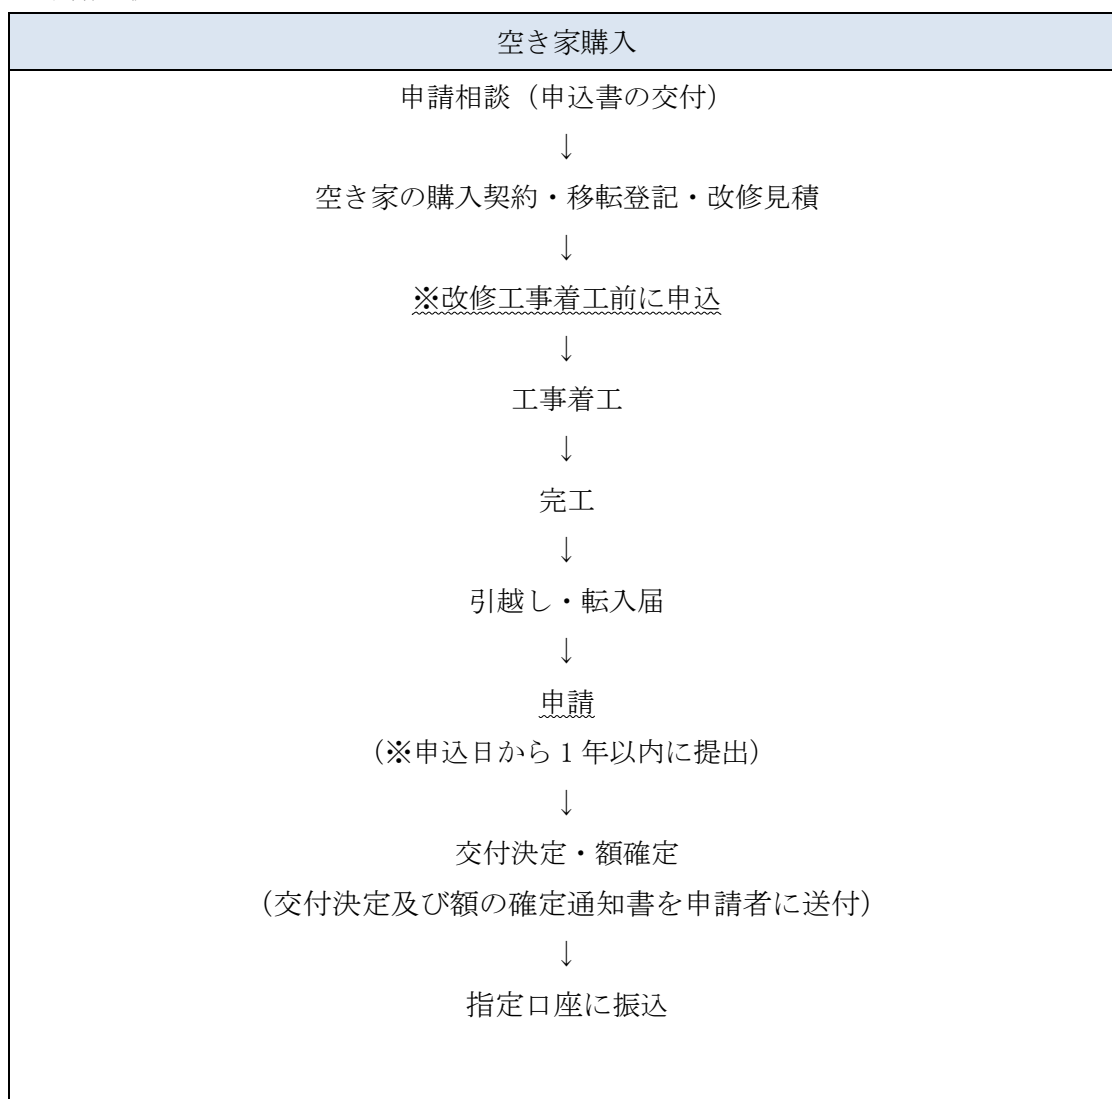 空き家購入
申請相談（申込書の交付）
↓
空き家の購入契約・移転登記・改修見積
↓
※改修工事着工前に申込
↓
工事着工
↓
完工
↓
引越し・転入届
↓
申請
（※申込日から1年以内に提出）
↓
交付決定・額確定
（交付決定及び額の確定通知書を申請者に送付）
↓
指定口座に振込